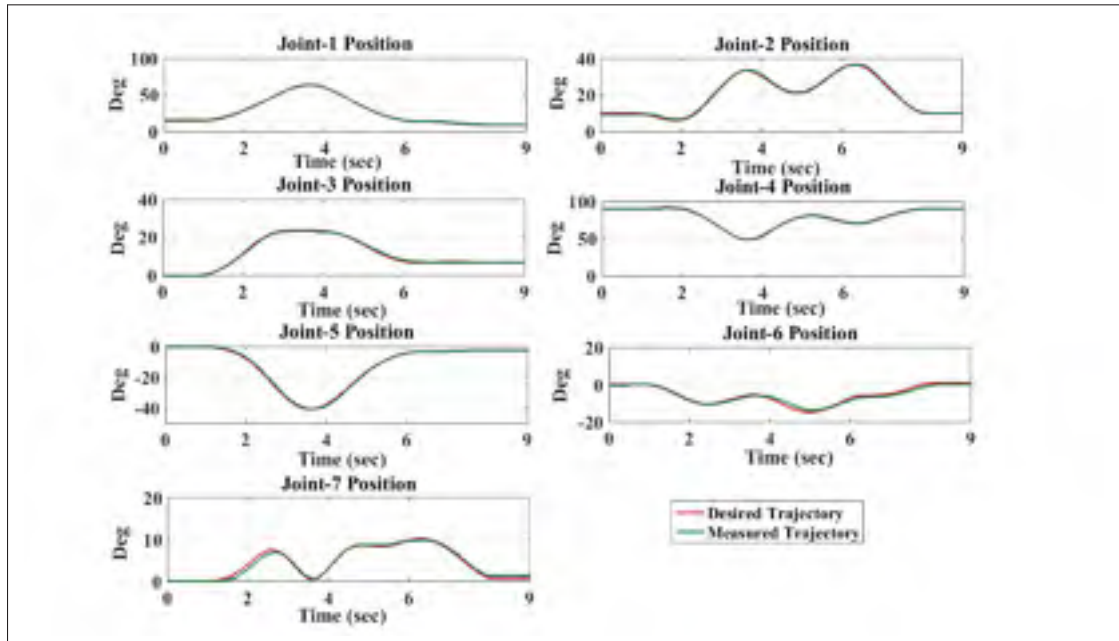 Joint-1 Position
100
50
0
Deg
0 2 4 6 9
Time (sec)
Joint-2 Position
40
20
0
Deg
0 2 4 6 9
Time (sec)
Joint-3 Position
40
20
0
Deg
0 2 4 6 9
Time (sec)
Joint-4 Position
100
50
Deg
0 2 4 6 9
Time (sec)
Joint-5 Position
0
-20
-40
Deg
0 2 4 6 9
Time (sec)
Joint-6 Position
20
0
-20
Deg
0 2 4 6 9
Time (sec)
Joint-7 Position
20
10
0
Deg
0 2 4 6 9
Time (sec)
Desired Trajectory
Measured Trajectory